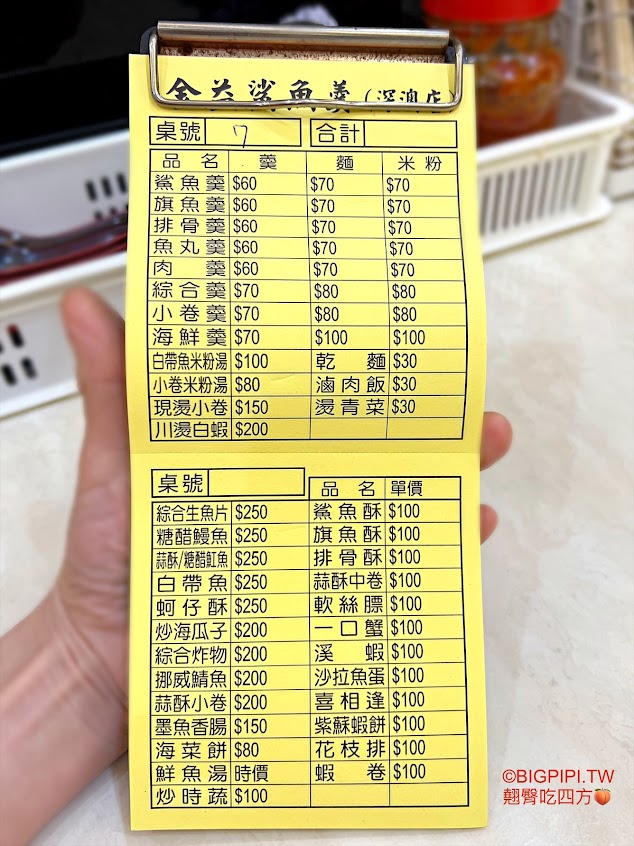 金益鯊魚羹(深澳店)
桌號 7 合計
品名 羹 麵 米粉
鯊魚羹 $60 $70 $70
旗魚羹 $60 $70 $70
排骨羹 $60 $70 $70
魚丸羹 $60 $70 $70
肉羹 $60 $70 $70
綜合羹 $70 $80 $80
小卷羹 $70 $80 $80
海鮮羹 $70 $100 $100
白帶魚米粉湯 $100 乾麵 $30
小卷米粉湯 $80 滷肉飯 $30
現燙小卷 $150 燙青菜 $30
川燙白蝦 $200
桌號 品名 單價
綜合生魚片 $250 鯊魚酥 $100
糖醋鰻魚 $250 旗魚酥 $100
蒜酥/糖醋魟魚 $250 排骨酥 $100
白帶魚 $250 蒜酥中卷 $100
蚵仔酥 $250 軟絲膘 $100
炒海瓜子 $200 一口蟹 $100
綜合炸物 $200 溪蝦 $100
挪威鯖魚 $200 沙拉魚蛋 $100
蒜酥小卷 $200 喜相逢 $100
墨魚香腸 $150 紫蘇蝦餅 $100
海菜餅 $80 花枝排 $100
鮮魚湯 時價 蝦卷 $100
炒時蔬 $100
©BIGPIPI.TW
翹臀吃四方🍑